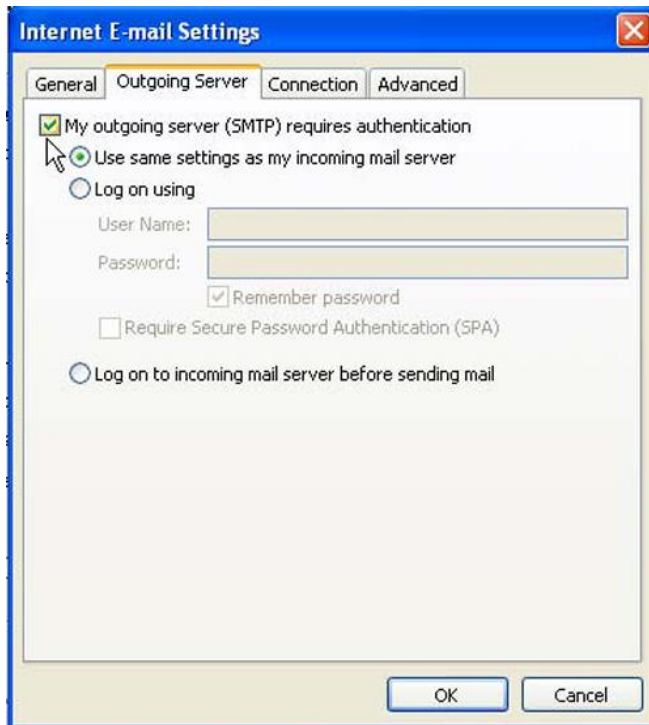 Internet E-mail Settings
General Outgoing Server Connection Advanced
My outgoing server (SMTP) requires authentication
Use same settings as my incoming mail server
Log on using
User Name:
Password:
Remember password
Require Secure Password Authentication (SPA)
Log on to incoming mail server before sending mail
OK Cancel